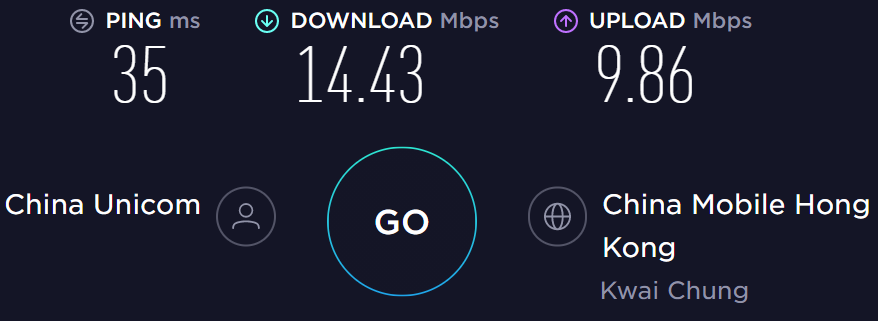 PING ms
DOWNLOAD Mbps
UPLOAD Mbps
35
14.43
9.86
China Unicom
GO
China Mobile Hong
Kong
Kwai Chung